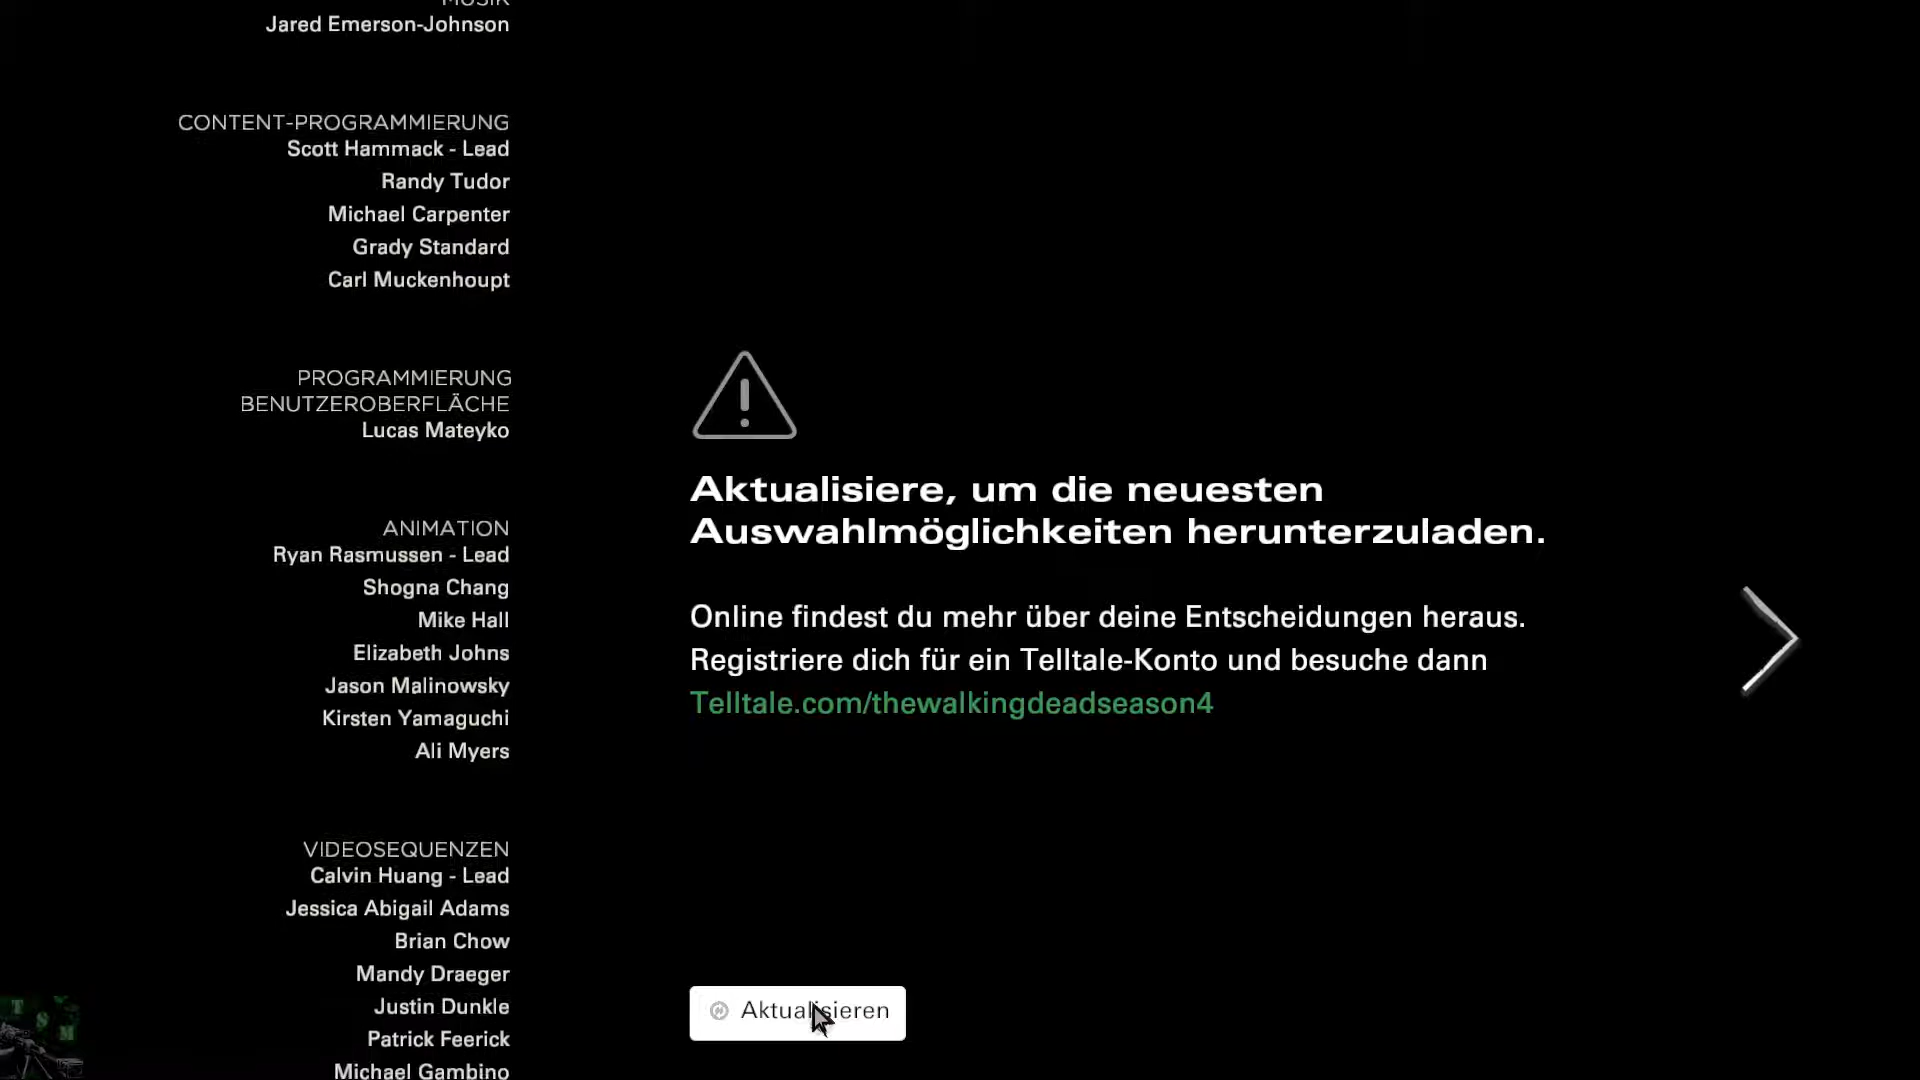 MUSIK
Jared Emerson-Johnson
CONTENT-PROGRAMMIERUNG
Scott Hammack - Lead
Randy Tudor
Michael Carpenter
Grady Standard
Carl Muckenhoupt
PROGRAMMIERUNG
BENUTZEROBERFLÄCHE
Lucas Mateyko
ANIMATION
Ryan Rasmussen - Lead
Shogna Chang
Mike Hall
Elizabeth Johns
Jason Malinowsky
Kirsten Yamaguchi
Ali Myers
VIDEOSEQUENZEN
Calvin Huang - Lead
Jessica Abigail Adams
Brian Chow
Mandy Draeger
Justin Dunkle
Patrick Feerick
Michael Gambino
Aktualisiere, um die neuesten
Auswahlmöglichkeiten herunterzuladen.
Online findest du mehr über deine Entscheidungen heraus.
Registriere dich für ein Telltale-Konto und besuche dann
Telltale.com/thewalkingdeadseason4
Aktualisieren
T S M